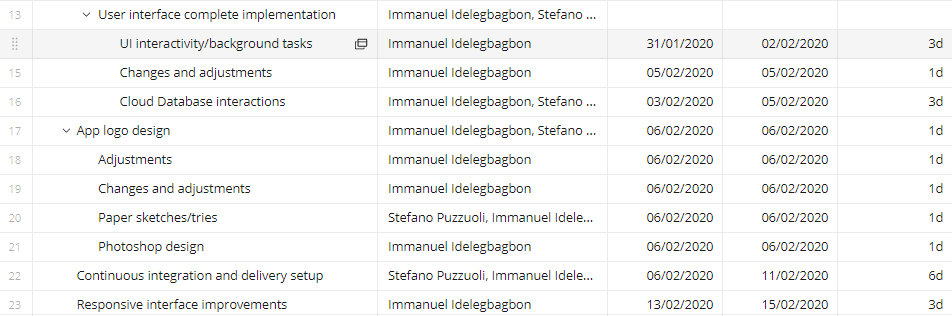 13 User interface complete implementation Immanuel Idelegbagbon, Stefano ...
UI interactivity/background tasks Immanuel Idelegbagbon 31/01/2020 02/02/2020 3d
15 Changes and adjustments Immanuel Idelegbagbon 05/02/2020 05/02/2020 1d
16 Cloud Database interactions Immanuel Idelegbagbon, Stefano ... 03/02/2020 05/02/2020 3d
17 App logo design Immanuel Idelegbagbon, Stefano ... 06/02/2020 06/02/2020 1d
18 Adjustments Immanuel Idelegbagbon 06/02/2020 06/02/2020 1d
19 Changes and adjustments Immanuel Idelegbagbon 06/02/2020 06/02/2020 1d
20 Paper sketches/tries Stefano Puzzuoli, Immanuel Idele... 06/02/2020 06/02/2020 1d
21 Photoshop design Immanuel Idelegbagbon 06/02/2020 06/02/2020 1d
22 Continuous integration and delivery setup Stefano Puzzuoli, Immanuel Idele... 06/02/2020 11/02/2020 6d
23 Responsive interface improvements Immanuel Idelegbagbon 13/02/2020 15/02/2020 3d